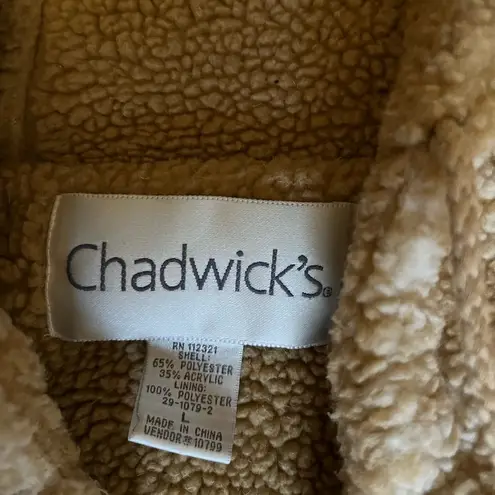 Chadwick's®
RN 112321
SHELL:
65% POLYESTER
35% ACRYLIC
LINING:
100% POLYESTER
29-1079-2
L
MADE IN CHINA
VENDOR#10799